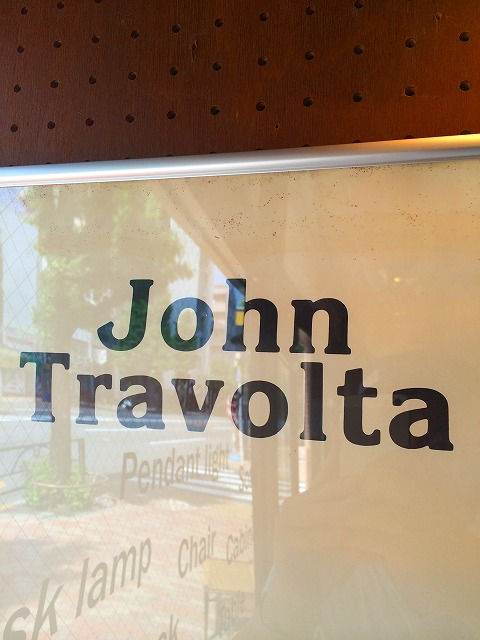 John
Travolta
Pendant light
sk lamp
Chair